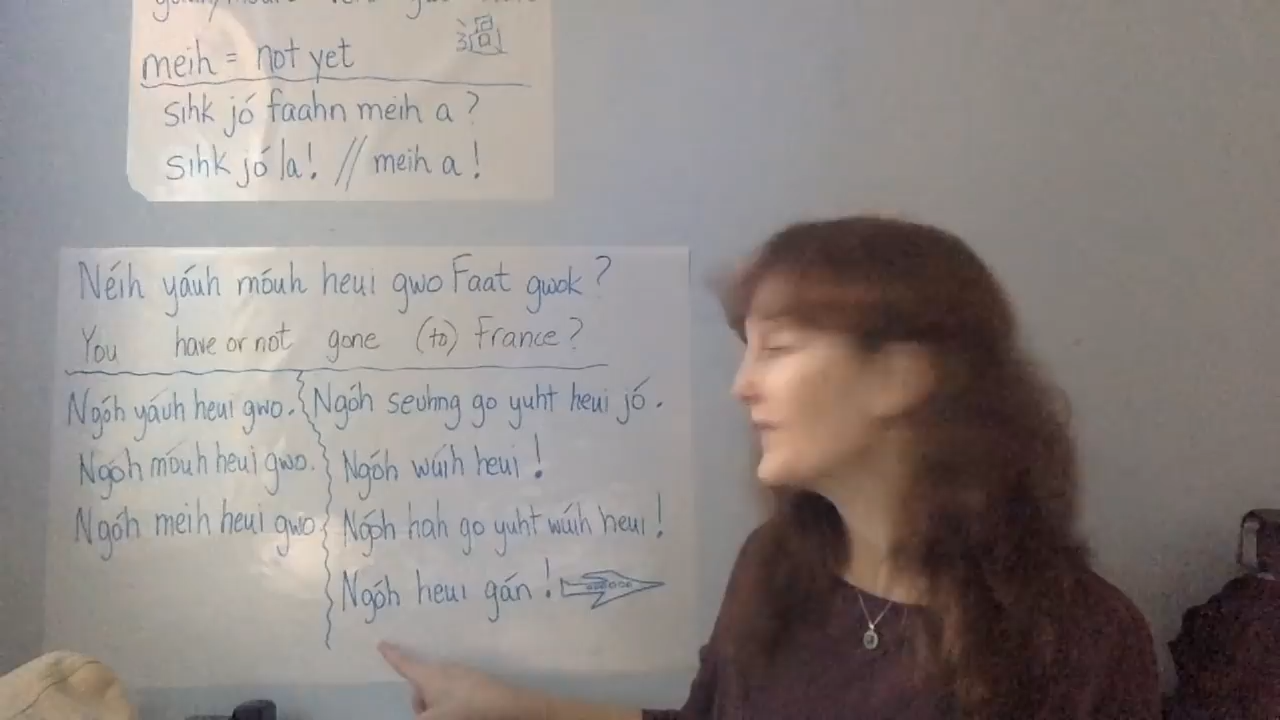 meih = not yet
過
sihk jó faahn meih a?
sihk jó la! // meih a!
Néih yáuh móuh heui gwo Faat gwok?
You have or not gone (to) France?
Ngóh yáuh heui gwo.
Ngóh móuh heui gwo.
Ngóh meih heui gwo.
Ngóh seuhng go yuht heui jó.
Ngóh wúih heui!
Ngóh hah go yuht wúih heui!
Ngóh heui gán!